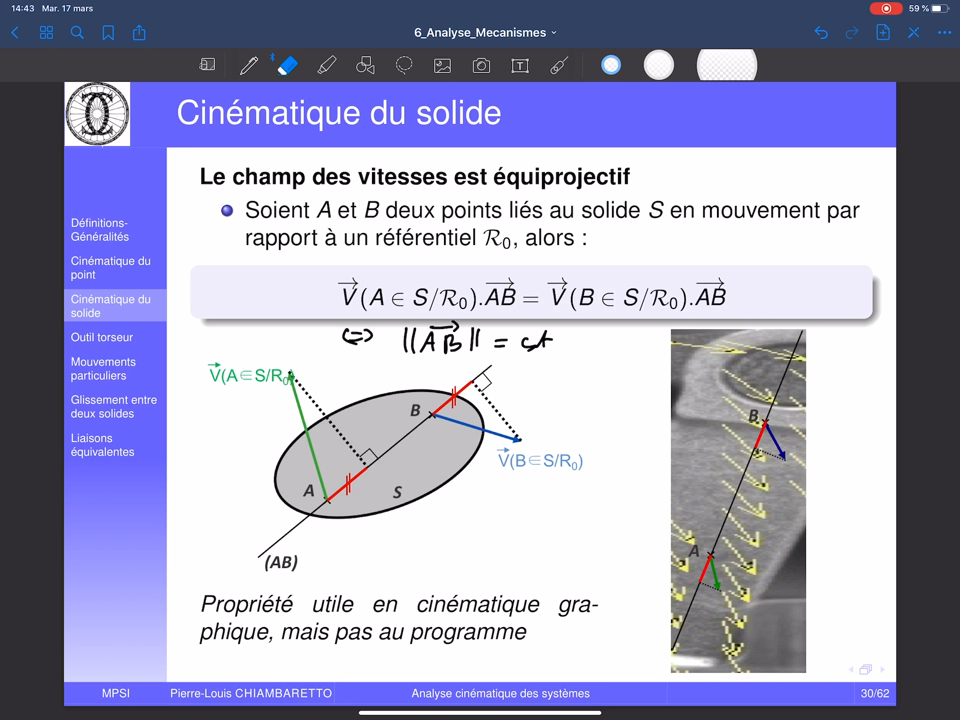 14:43 Mar. 17 mars
59 %
6_Analyse_Mecanismes
Cinématique du solide
Définitions-
Généralités
Cinématique du
point
Cinématique du
solide
Outil torseur
Mouvements
particuliers
Glissement entre
deux solides
Liaisons
équivalentes
Le champ des vitesses est équiprojectif
Soient A et B deux points liés au solide S en mouvement par
rapport à un référentiel R₀, alors :
V⃗(A ∈ S/R₀).AB⃗ = V⃗(B ∈ S/R₀).AB⃗
<=> ||AB⃗|| = cst
V⃗(A∈S/R₀)
B
V⃗(B∈S/R₀)
A
S
(AB)
B
A
Propriété utile en cinématique gra-
phique, mais pas au programme
MPSI Pierre-Louis CHIAMBARETTO Analyse cinématique des systèmes 30/62